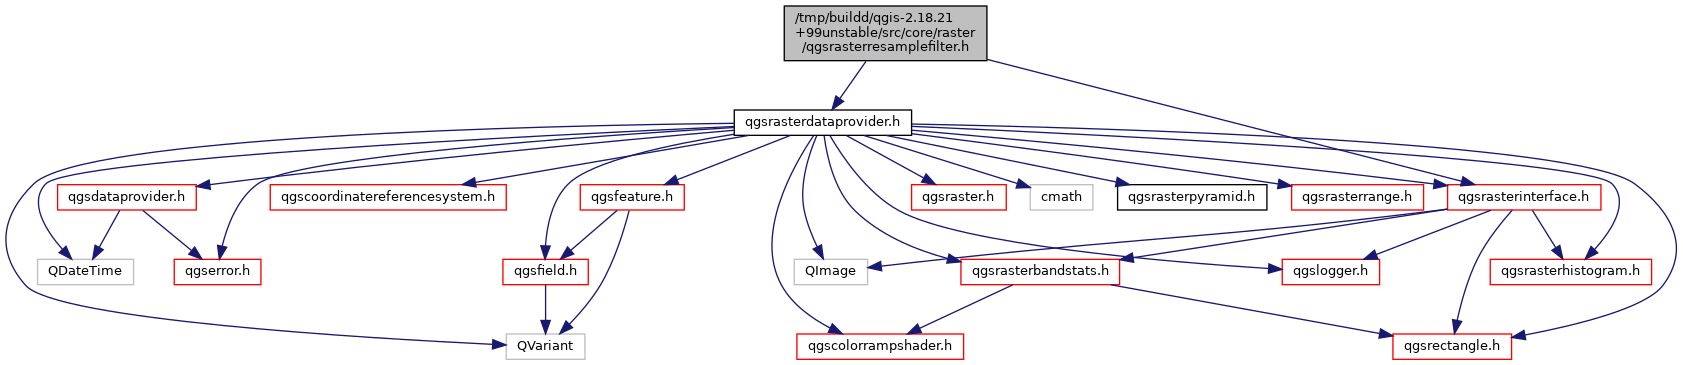 /tmp/buildd/qgis-2.18.21
+99unstable/src/core/raster
/qgsrasterresamplefilter.h
qgsrasterdataprovider.h
qgsdataprovider.h
qgscoordinatereferencesystem.h
qgsfeature.h
qgsraster.h
cmath
qgsrasterpyramid.h
qgsrasterrange.h
qgsrasterinterface.h
QDateTime
qgserror.h
qgsfield.h
QImage
qgsrasterbandstats.h
qgslogger.h
qgsrasterhistogram.h
QVariant
qgscolorrampshader.h
qgsrectangle.h